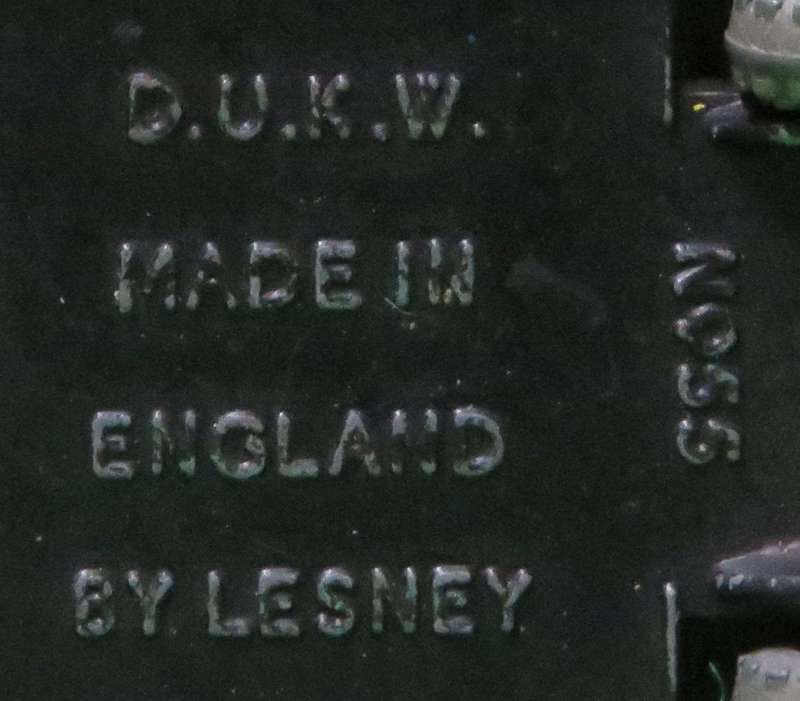 D.U.K.W.
MADE IN
ENGLAND
BY LESNEY
NO55